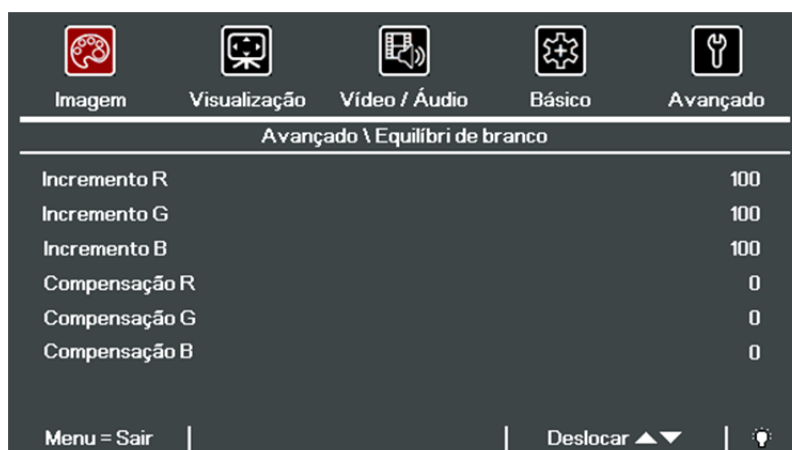 Imagem Visualização Vídeo / Áudio Básico Avançado
Avançado \ Equilíbri de branco
Incremento R 100
Incremento G 100
Incremento B 100
Compensação R 0
Compensação G 0
Compensação B 0
Menu = Sair Deslocar ▲▼